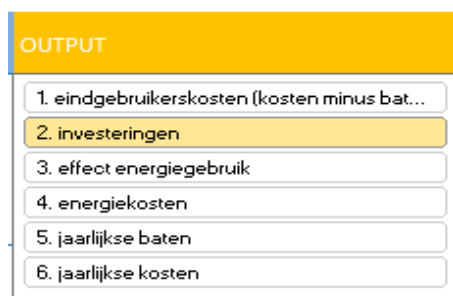 OUTPUT
1. eindgebruikerskosten (kosten minus bat...
2. investeringen
3. effect energiegebruik
4. energiekosten
5. jaarlijkse baten
6. jaarlijkse kosten